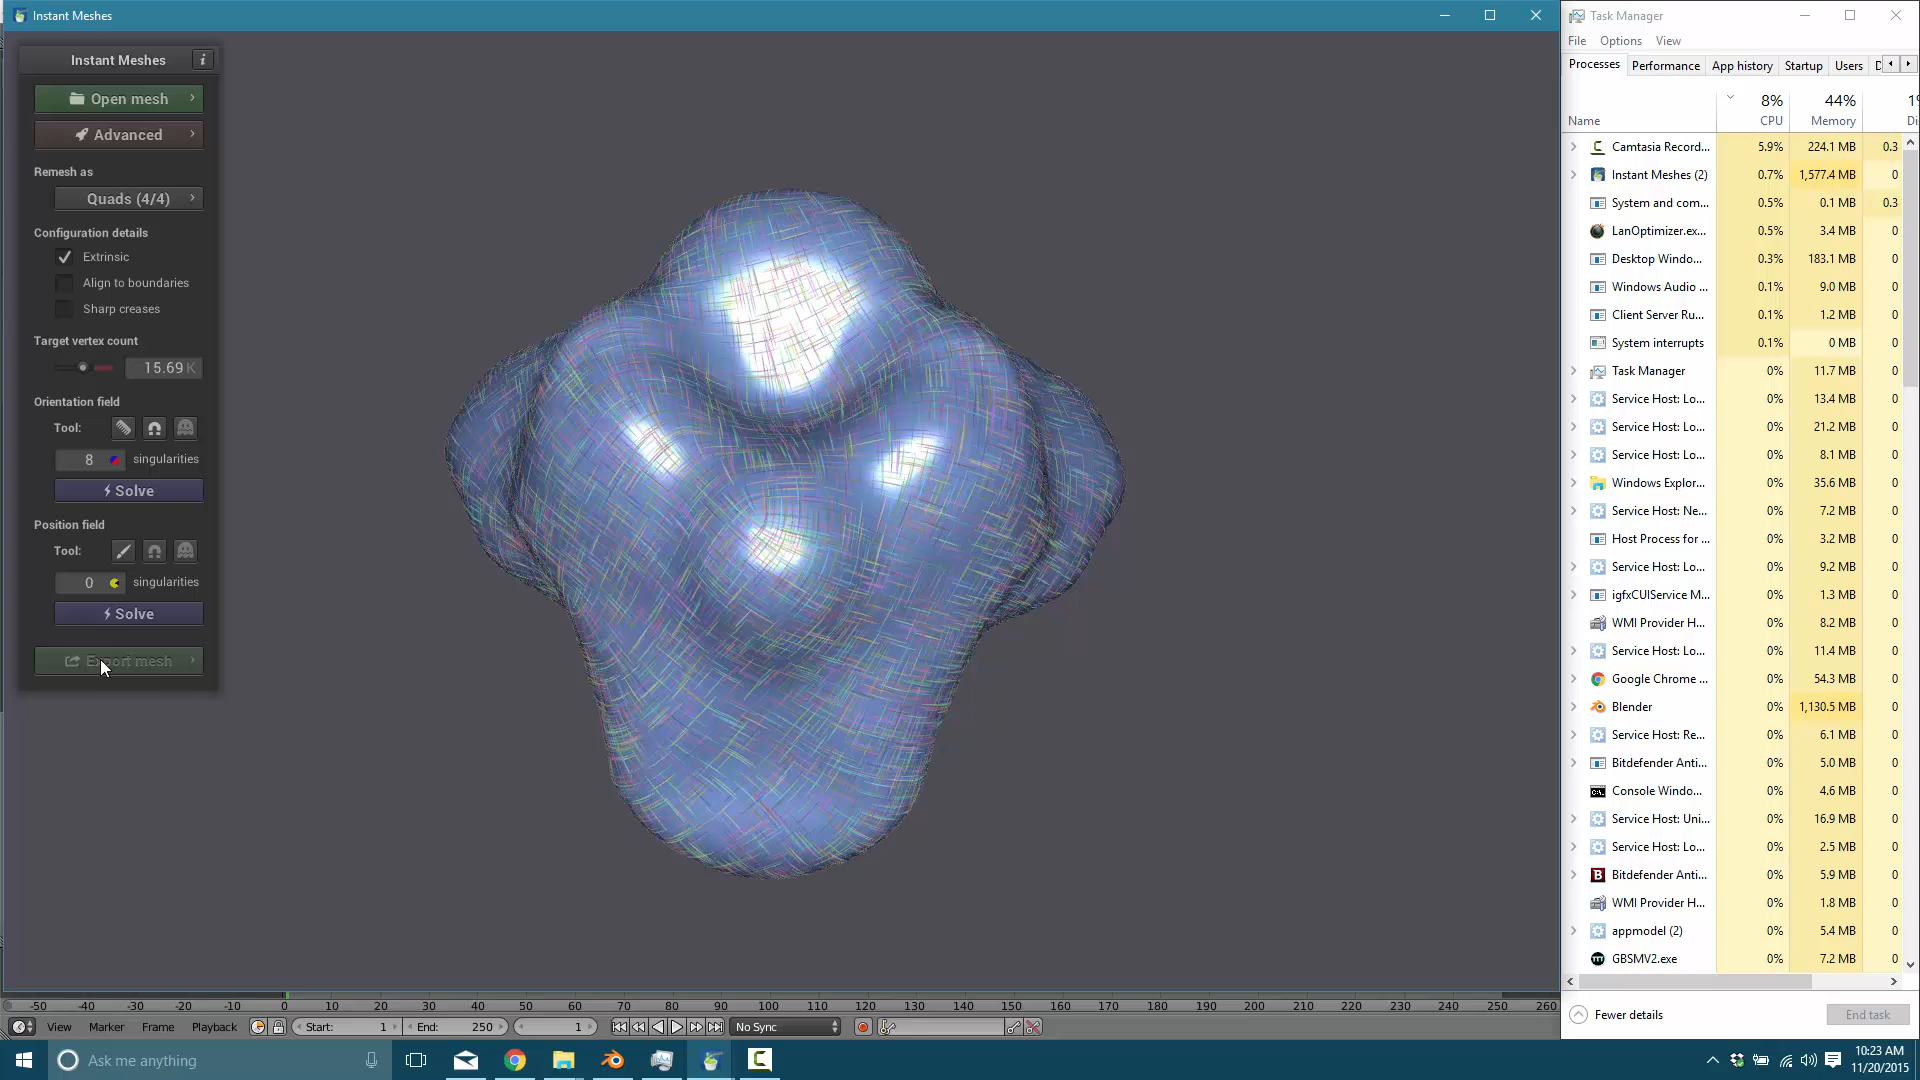 Instant Meshes
Instant Meshes
i
Open mesh
Advanced
Remesh as
Quads (4/4)
Configuration details
Extrinsic
Align to boundaries
Sharp creases
Target vertex count
15.69 K
Orientation field
Tool:
8 singularities
Solve
Position field
Tool:
0 singularities
Solve
Export mesh
-50 -40 -30 -20 -10 0 10 20 30 40 50 60 70 80 90 100 110 120 130 140 150 160 170 180 190 200 210 220 230 240 250 260
View Marker Frame Playback Start: 1 End: 250 1 No Sync
Task Manager
File Options View
Processes Performance App history Startup Users
8% 44%
Name CPU Memory
Camtasia Record... 5.9% 224.1 MB 0.3
Instant Meshes (2) 0.7% 1,577.4 MB 0
System and com... 0.5% 0.1 MB 0.3
LanOptimizer.ex... 0.5% 3.4 MB 0
Desktop Windo... 0.3% 183.1 MB 0
Windows Audio ... 0.1% 9.0 MB 0
Client Server Ru... 0.1% 1.2 MB 0
System interrupts 0.1% 0 MB 0
Task Manager 0% 11.7 MB 0
Service Host: Lo... 0% 13.4 MB 0
Service Host: Lo... 0% 21.2 MB 0
Service Host: Lo... 0% 8.1 MB 0
Windows Explor... 0% 35.6 MB 0
Service Host: Ne... 0% 7.2 MB 0
Host Process for ... 0% 3.2 MB 0
Service Host: Lo... 0% 9.2 MB 0
igfxCUIService M... 0% 1.3 MB 0
WMI Provider H... 0% 8.2 MB 0
Service Host: Lo... 0% 11.4 MB 0
Google Chrome ... 0% 54.3 MB 0
Blender 0% 1,130.5 MB 0
Service Host: Re... 0% 6.1 MB 0
Bitdefender Anti... 0% 5.0 MB 0
Console Windo... 0% 4.6 MB 0
Service Host: Uni... 0% 16.9 MB 0
Service Host: Lo... 0% 2.5 MB 0
Bitdefender Anti... 0% 5.9 MB 0
WMI Provider H... 0% 1.8 MB 0
appmodel (2) 0% 5.4 MB 0
GBSMV2.exe 0% 7.2 MB 0
Fewer details End task
Ask me anything
10:23 AM
11/20/2015